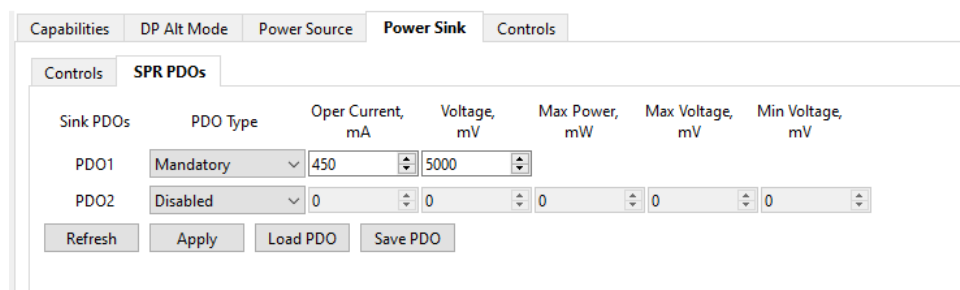 Capabilities DP Alt Mode Power Source Power Sink Controls
Controls SPR PDOs
Sink PDOs PDO Type Oper Current, mA Voltage, mV Max Power, mW Max Voltage, mV Min Voltage, mV
PDO1 Mandatory 450 5000
PDO2 Disabled 0 0 0 0 0
Refresh Apply Load PDO Save PDO